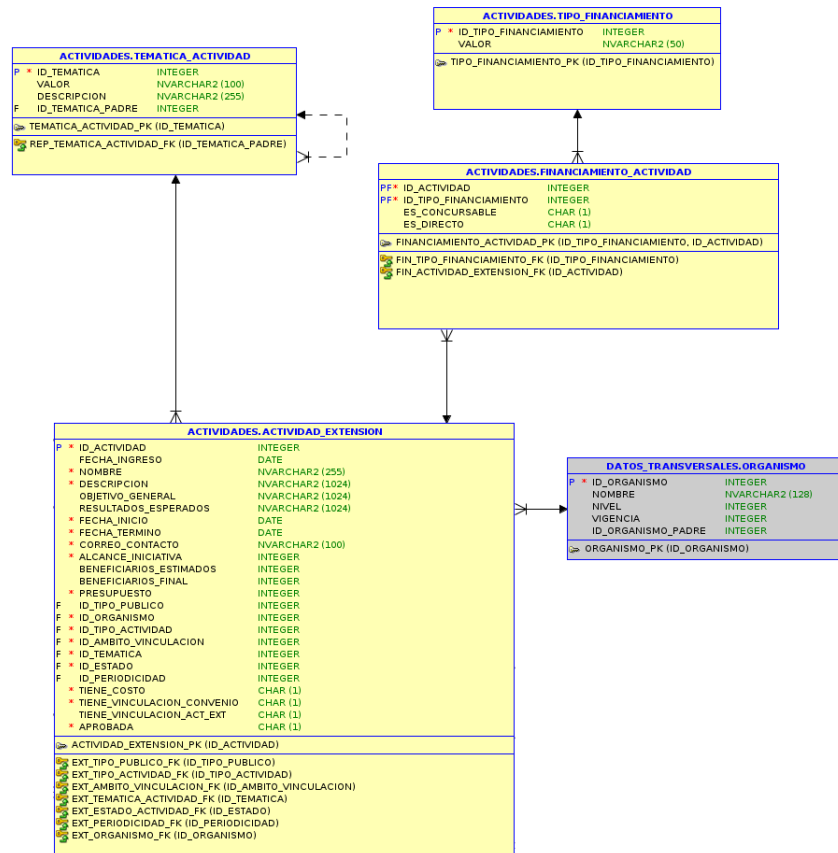 ACTIVIDADES.TIPO_FINANCIAMIENTO
P * ID_TIPO_FINANCIAMIENTO INTEGER
VALOR NVARCHAR2 (50)
TIPO_FINANCIAMIENTO_PK (ID_TIPO_FINANCIAMIENTO)
ACTIVIDADES.TEMATICA_ACTIVIDAD
P * ID_TEMATICA INTEGER
VALOR NVARCHAR2 (100)
DESCRIPCION NVARCHAR2 (255)
F ID_TEMATICA_PADRE INTEGER
TEMATICA_ACTIVIDAD_PK (ID_TEMATICA)
REP_TEMATICA_ACTIVIDAD_FK (ID_TEMATICA_PADRE)
ACTIVIDADES.FINANCIAMIENTO_ACTIVIDAD
PF* ID_ACTIVIDAD INTEGER
PF* ID_TIPO_FINANCIAMIENTO INTEGER
ES_CONCURSABLE CHAR (1)
ES_DIRECTO CHAR (1)
FINANCIAMIENTO_ACTIVIDAD_PK (ID_TIPO_FINANCIAMIENTO, ID_ACTIVIDAD)
FIN_TIPO_FINANCIAMIENTO_FK (ID_TIPO_FINANCIAMIENTO)
FIN_ACTIVIDAD_EXTENSION_FK (ID_ACTIVIDAD)
ACTIVIDADES.ACTIVIDAD_EXTENSION
P * ID_ACTIVIDAD INTEGER
FECHA_INGRESO DATE
* NOMBRE NVARCHAR2 (255)
* DESCRIPCION NVARCHAR2 (1024)
OBJETIVO_GENERAL NVARCHAR2 (1024)
RESULTADOS_ESPERADOS NVARCHAR2 (1024)
* FECHA_INICIO DATE
* FECHA_TERMINO DATE
* CORREO_CONTACTO NVARCHAR2 (100)
* ALCANCE_INICIATIVA INTEGER
BENEFICIARIOS_ESTIMADOS INTEGER
BENEFICIARIOS_FINAL INTEGER
* PRESUPUESTO INTEGER
F ID_TIPO_PUBLICO INTEGER
F * ID_ORGANISMO INTEGER
F * ID_TIPO_ACTIVIDAD INTEGER
F * ID_AMBITO_VINCULACION INTEGER
F * ID_TEMATICA INTEGER
F * ID_ESTADO INTEGER
F ID_PERIODICIDAD INTEGER
* TIENE_COSTO CHAR (1)
* TIENE_VINCULACION_CONVENIO CHAR (1)
TIENE_VINCULACION_ACT_EXT CHAR (1)
* APROBADA CHAR (1)
ACTIVIDAD_EXTENSION_PK (ID_ACTIVIDAD)
EXT_TIPO_PUBLICO_FK (ID_TIPO_PUBLICO)
EXT_TIPO_ACTIVIDAD_FK (ID_TIPO_ACTIVIDAD)
EXT_AMBITO_VINCULACION_FK (ID_AMBITO_VINCULACION)
EXT_TEMATICA_ACTIVIDAD_FK (ID_TEMATICA)
EXT_ESTADO_ACTIVIDAD_FK (ID_ESTADO)
EXT_PERIODICIDAD_FK (ID_PERIODICIDAD)
EXT_ORGANISMO_FK (ID_ORGANISMO)
DATOS_TRANSVERSALES.ORGANISMO
P * ID_ORGANISMO INTEGER
NOMBRE NVARCHAR2 (128)
NIVEL INTEGER
VIGENCIA INTEGER
ID_ORGANISMO_PADRE INTEGER
ORGANISMO_PK (ID_ORGANISMO)